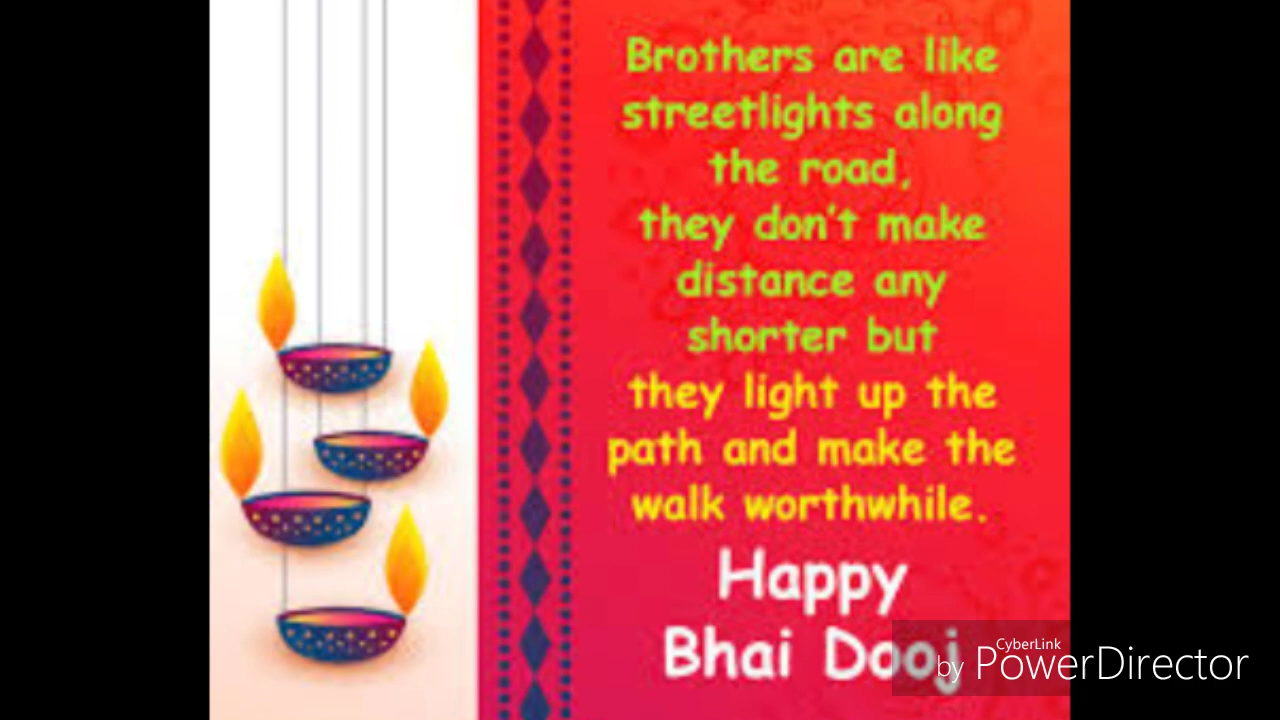 Brothers are like
streetlights along
the road,
they don't make
distance any
shorter but
they light up the
path and make the
walk worthwhile.
Happy
Bhai Dooj
CyberLink
by PowerDirector